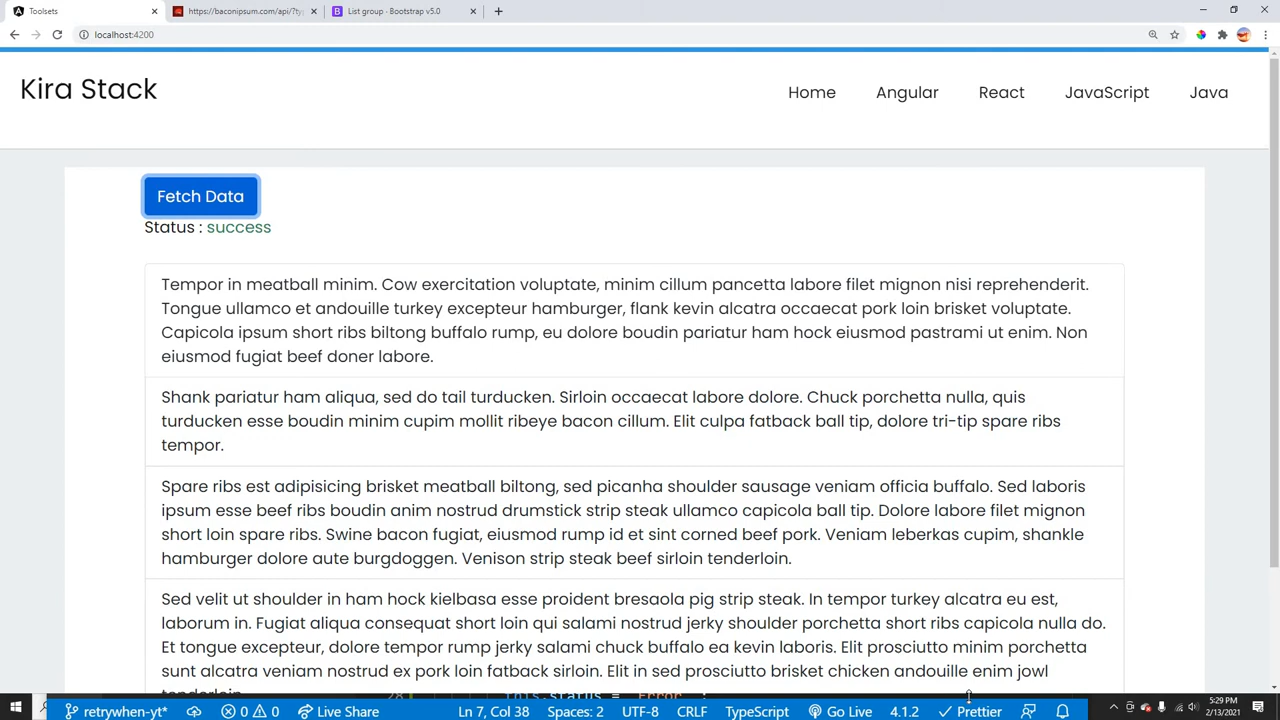 Toolsets
https://baconipsum.com/api/?ty
List group · Bootstrap v5.0
localhost:4200
Kira Stack
Home
Angular
React
JavaScript
Java
Fetch Data
Status : success
Tempor in meatball minim. Cow exercitation voluptate, minim cillum pancetta labore filet mignon nisi reprehenderit.
Tongue ullamco et andouille turkey excepteur hamburger, flank kevin alcatra occaecat pork loin brisket voluptate.
Capicola ipsum short ribs biltong buffalo rump, eu dolore boudin pariatur ham hock eiusmod pastrami ut enim. Non
eiusmod fugiat beef doner labore.
Shank pariatur ham aliqua, sed do tail turducken. Sirloin occaecat labore dolore. Chuck porchetta nulla, quis
turducken esse boudin minim cupim mollit ribeye bacon cillum. Elit culpa fatback ball tip, dolore tri-tip spare ribs
tempor.
Spare ribs est adipisicing brisket meatball biltong, sed picanha shoulder sausage veniam officia buffalo. Sed laboris
ipsum esse beef ribs boudin anim nostrud drumstick strip steak ullamco capicola ball tip. Dolore labore filet mignon
short loin spare ribs. Swine bacon fugiat, eiusmod rump id et sint corned beef pork. Veniam leberkas cupim, shankle
hamburger dolore aute burgdoggen. Venison strip steak beef sirloin tenderloin.
Sed velit ut shoulder in ham hock kielbasa esse proident bresaola pig strip steak. In tempor turkey alcatra eu est,
laborum in. Fugiat aliqua consequat short loin qui salami nostrud jerky shoulder porchetta short ribs capicola nulla do.
Et tongue excepteur, dolore tempor rump jerky salami chuck buffalo ea kevin laboris. Elit prosciutto minim porchetta
sunt alcatra veniam nostrud ex pork loin fatback sirloin. Elit in sed prosciutto brisket chicken andouille enim jowl
tenderloin.
28 this.status = "Error";
retrywhen-yt*
0
0
Live Share
Ln 7, Col 38
Spaces: 2
UTF-8
CRLF
TypeScript
Go Live
4.1.2
Prettier
5:29 PM
2/13/2021